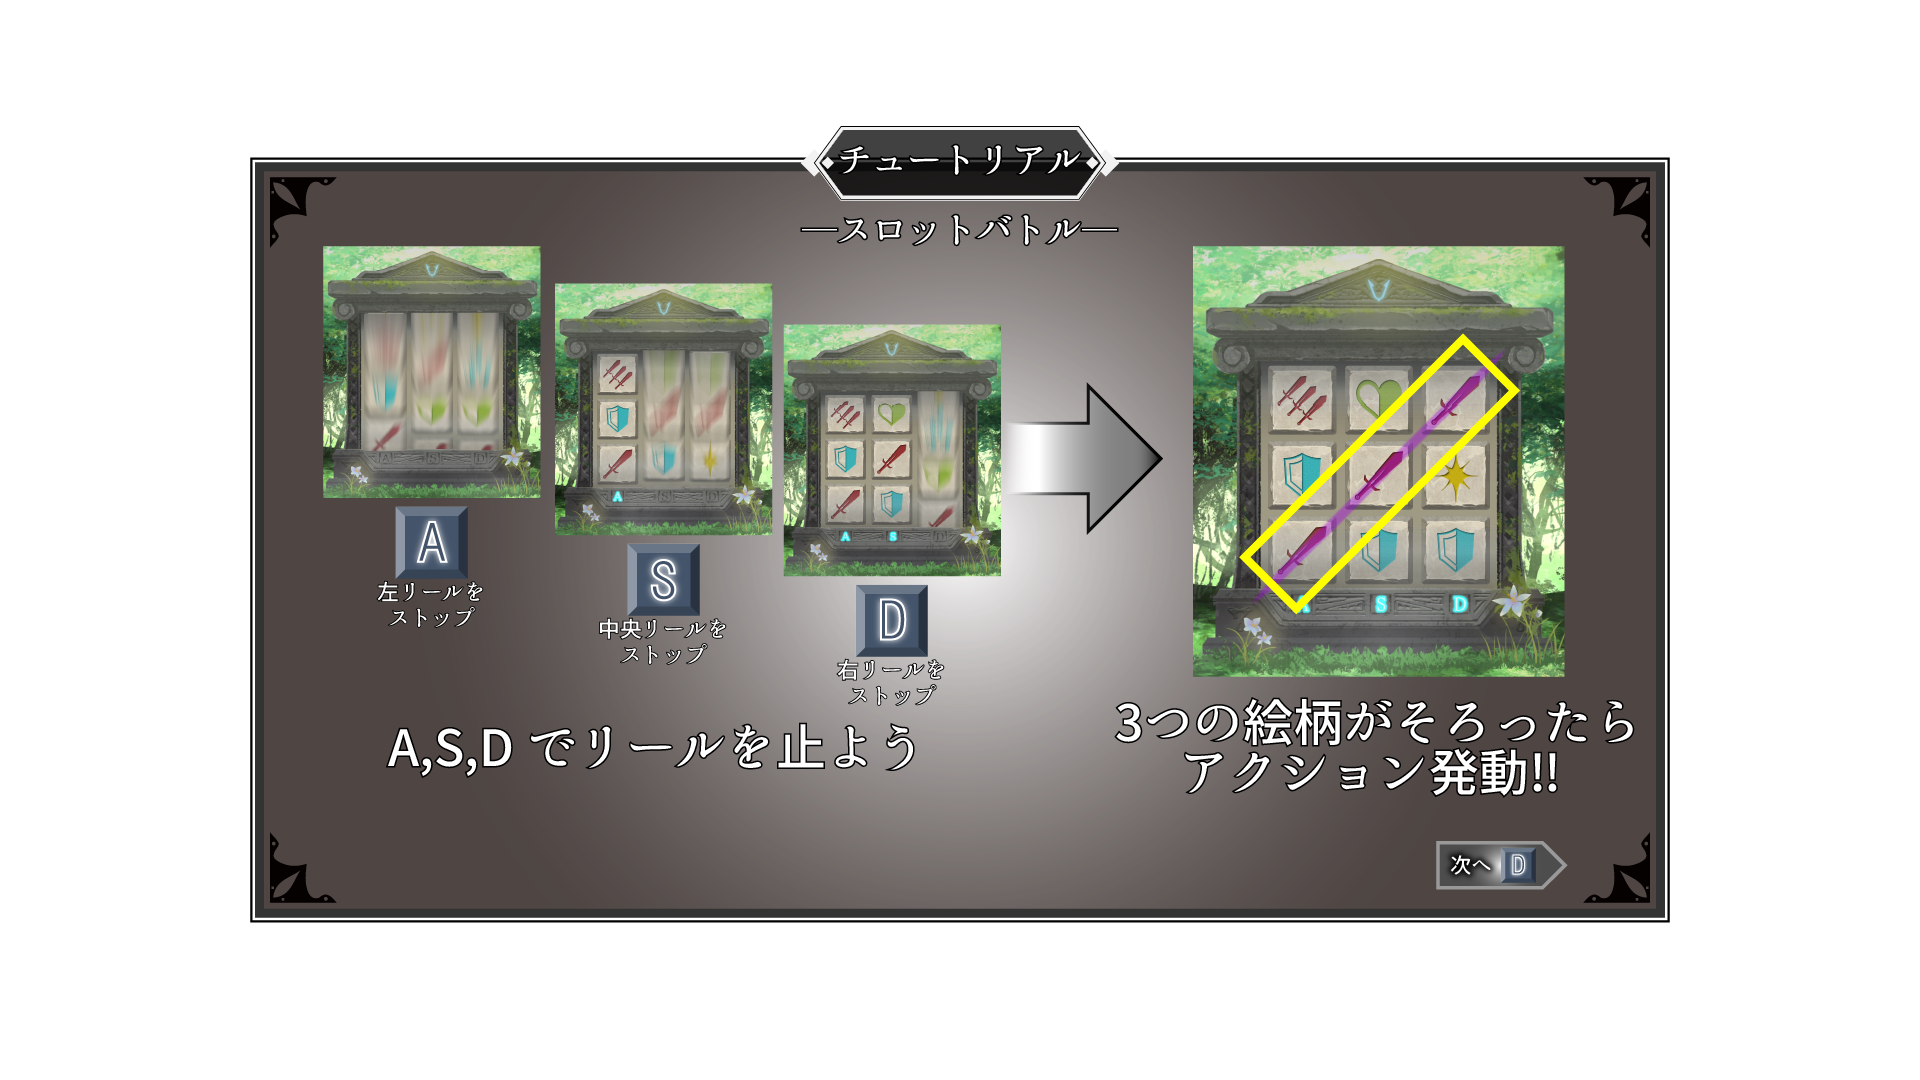 チュートリアル
―スロットバトル―
A
左リールを
ストップ
A
S
中央リールを
ストップ
A S
D
右リールを
ストップ
A S D
A,S,D でリールを止よう
3つの絵柄がそろったら
アクション発動!!
次へ D